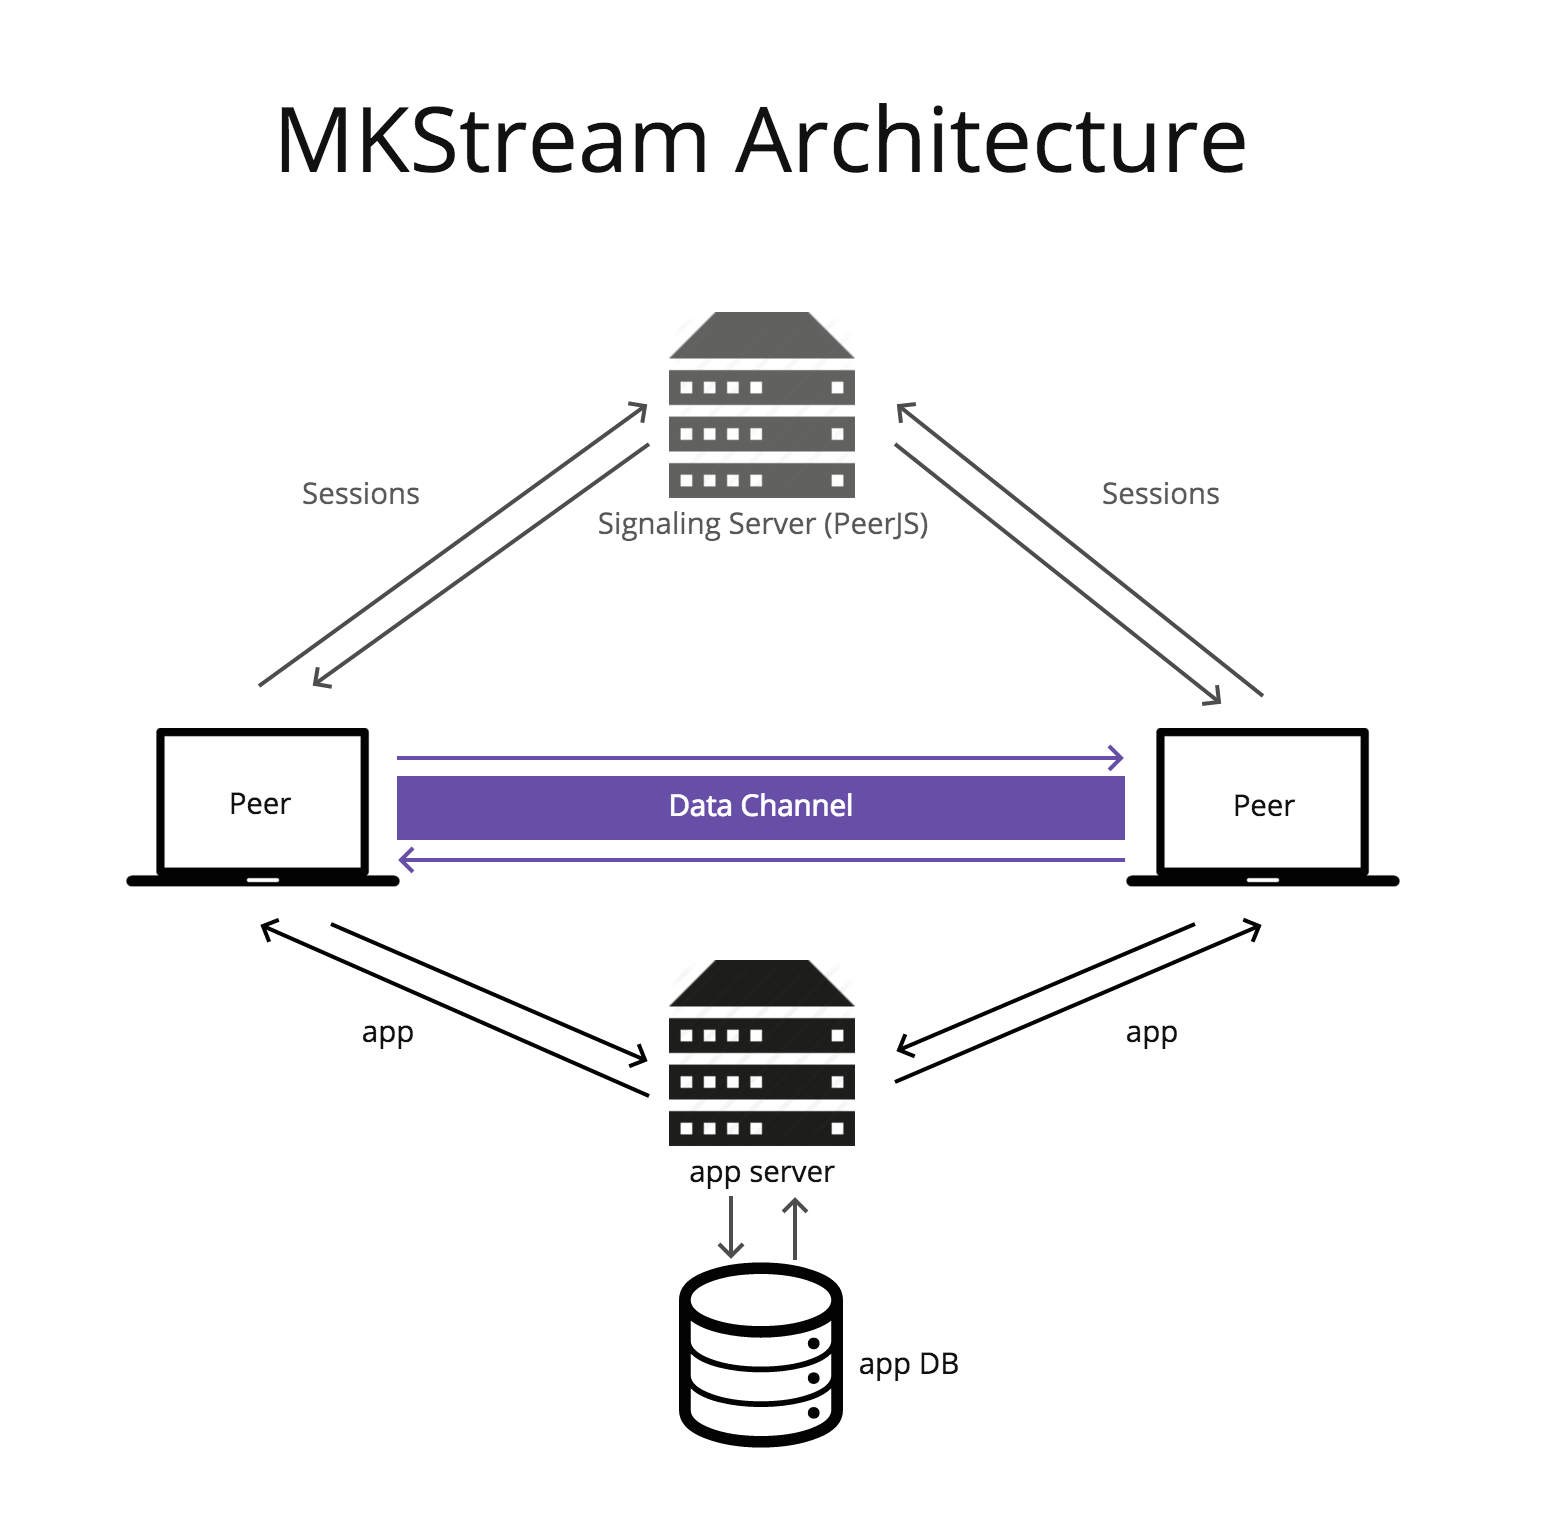 MKStream Architecture
Sessions
Sessions
Signaling Server (PeerJS)
Peer
Data Channel
Peer
app
app
app server
app DB